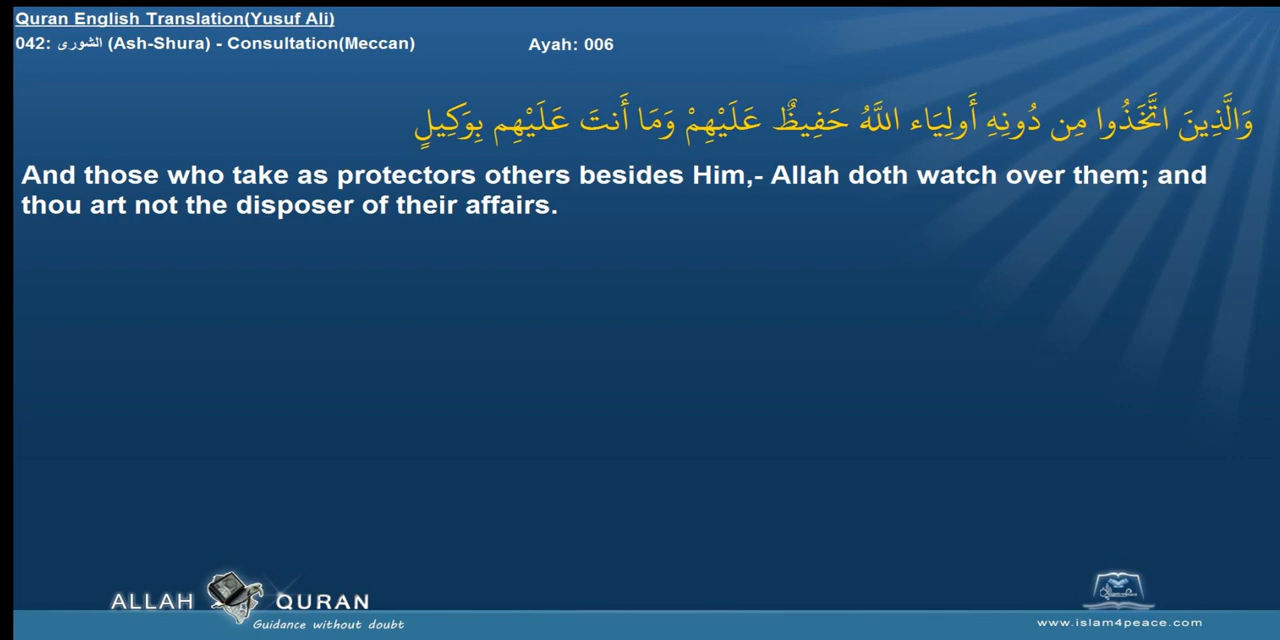 Quran English Translation(Yusuf Ali)
042: الشورى (Ash-Shura) - Consultation(Meccan) Ayah: 006
وَالَّذِينَ اتَّخَذُوا مِن دُونِهِ أَولِيَاء اللَّهُ حَفِيظٌ عَلَيْهِمْ وَمَا أَنتَ عَلَيْهِم بِوَكِيلٍ
And those who take as protectors others besides Him,- Allah doth watch over them; and
thou art not the disposer of their affairs.
ALLAH QURAN
Guidance without doubt
www.islam4peace.com